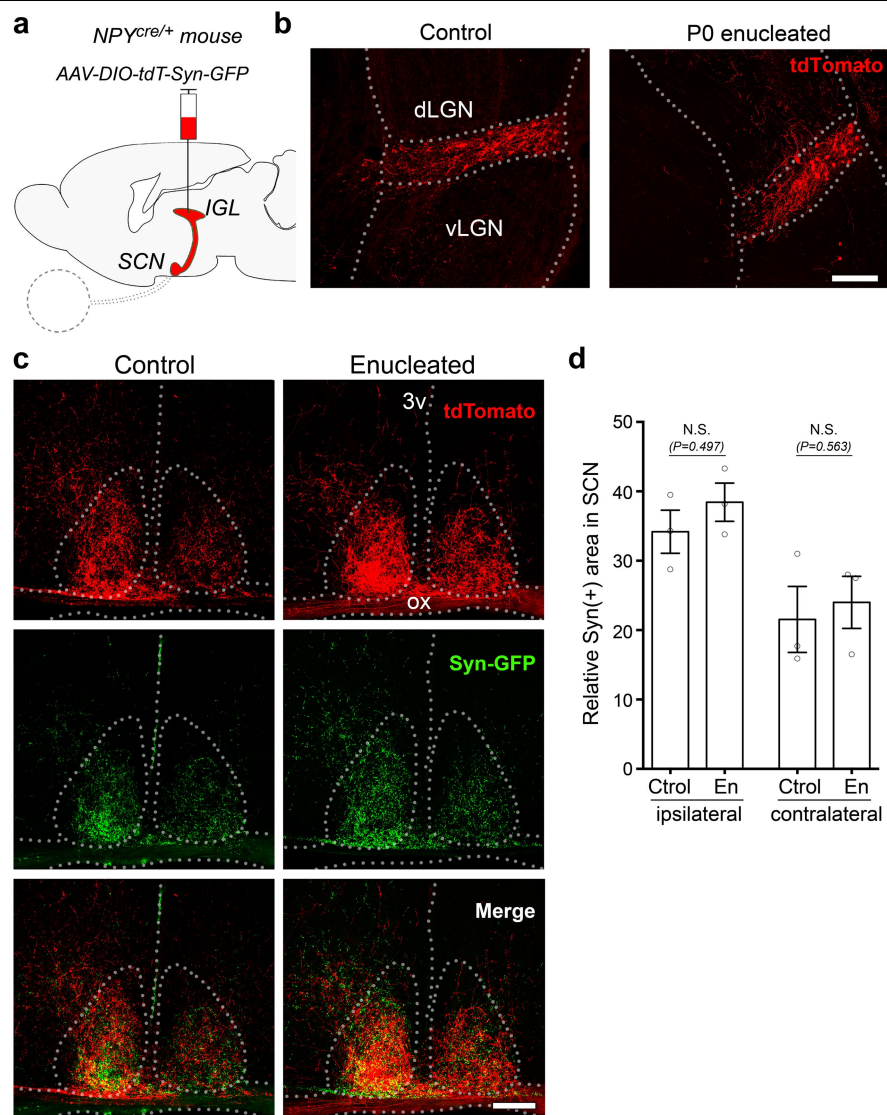 a
NPYcre/+ mouse
AAV-DIO-tdT-Syn-GFP
IGL
SCN
b
Control
P0 enucleated
tdTomato
dLGN
vLGN
c
Control
Enucleated
3v
tdTomato
ox
Syn-GFP
Merge
d
Relative Syn(+) area in SCN
50
40
30
20
10
0
N.S.
(P=0.497)
N.S.
(P=0.563)
Ctrol En Ctrol En
ipsilateral contralateral